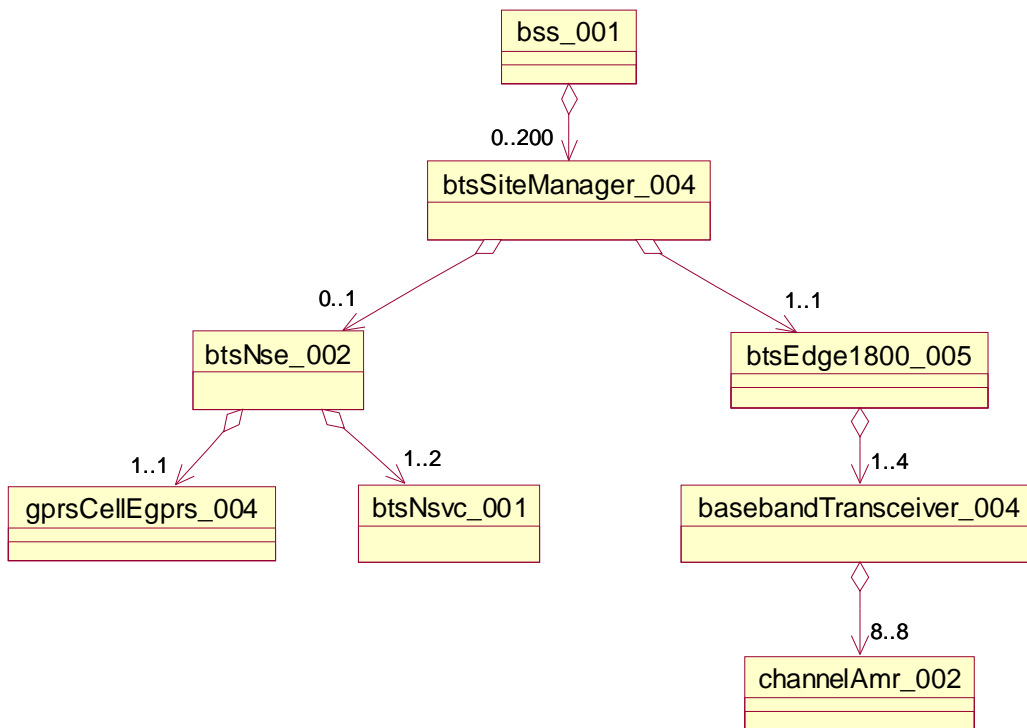 bss_001
0..200
btsSiteManager_004
0..1
1..1
btsNse_002
btsEdge1800_005
1..1
1..2
1..4
gprsCellEgprs_004
btsNsvc_001
basebandTransceiver_004
8..8
channelAmr_002